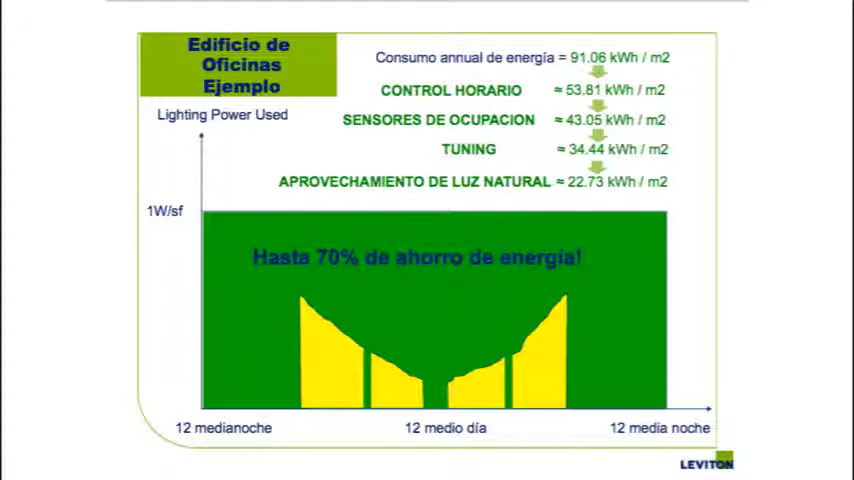 Edificio de
Oficinas
Ejemplo
Consumo annual de energía = 91.06 kWh / m2
CONTROL HORARIO ≈ 53.81 kWh / m2
Lighting Power Used
SENSORES DE OCUPACION ≈ 43.05 kWh / m2
TUNING ≈ 34.44 kWh / m2
APROVECHAMIENTO DE LUZ NATURAL ≈ 22.73 kWh / m2
1W/sf
Hasta 70% de ahorro de energía!
12 medianoche 12 medio día 12 media noche
LEVITON